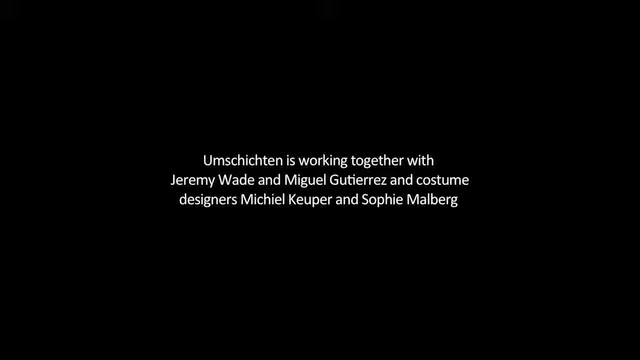 Umschichten is working together with
Jeremy Wade and Miguel Gutierrez and costume
designers Michiel Keuper and Sophie Malberg